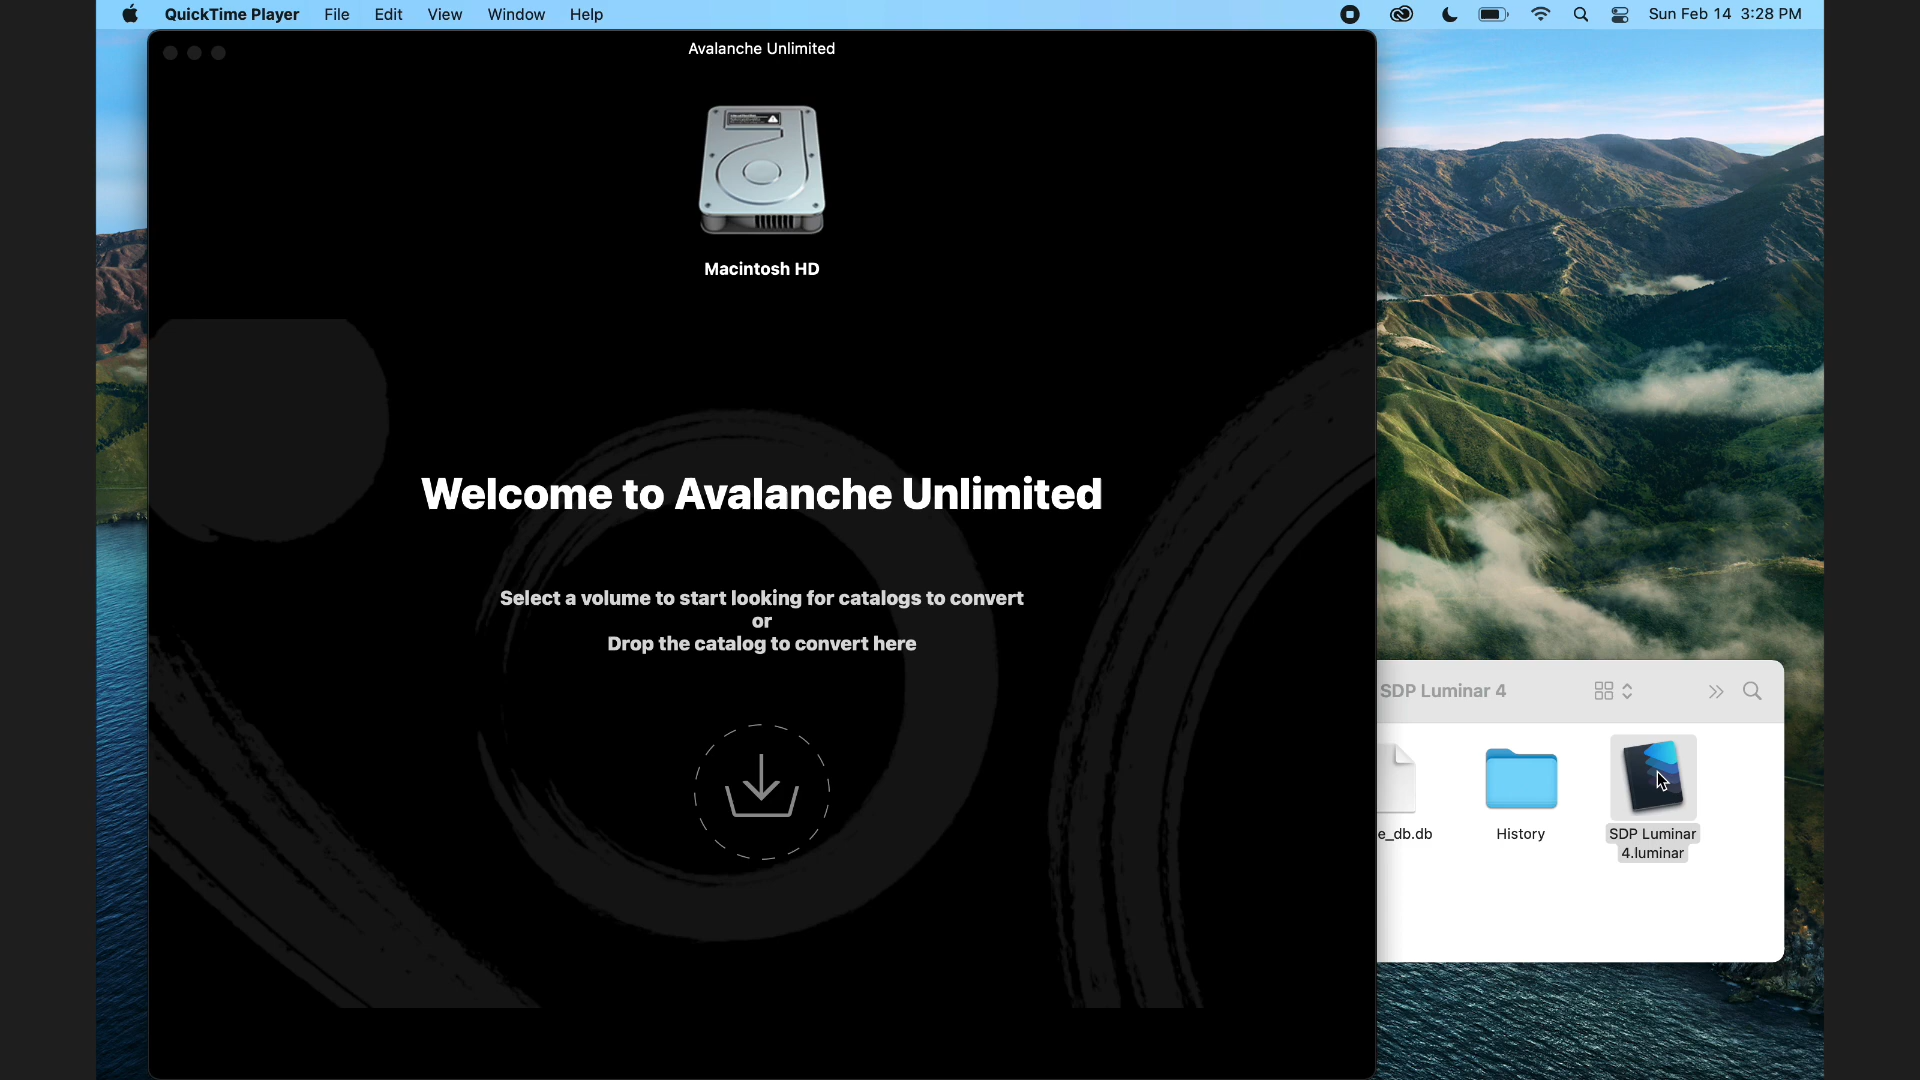 QuickTime Player File Edit View Window Help Sun Feb 14 3:28 PM
Avalanche Unlimited
Macintosh HD
Welcome to Avalanche Unlimited
Select a volume to start looking for catalogs to convert
or
Drop the catalog to convert here
SDP Luminar 4
e_db.db
History
SDP Luminar
4.luminar